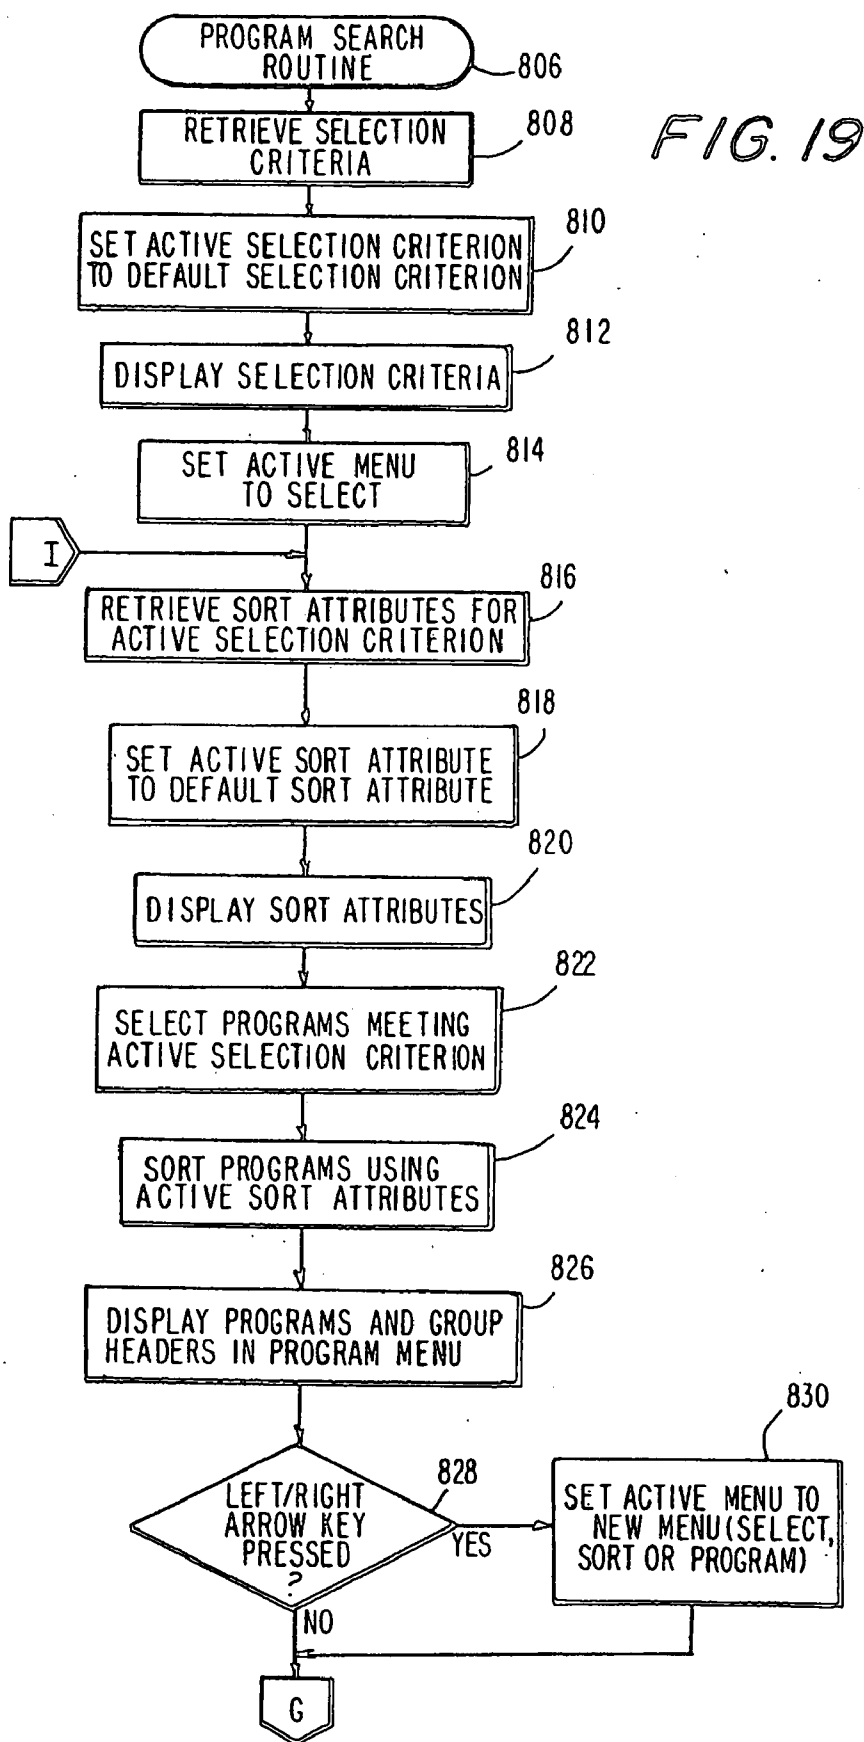 PROGRAM SEARCH
ROUTINE
806
FIG. 19
RETRIEVE SELECTION
CRITERIA
808
SET ACTIVE SELECTION CRITERION
TO DEFAULT SELECTION CRITERION
810
DISPLAY SELECTION CRITERIA
812
SET ACTIVE MENU
TO SELECT
814
I
RETRIEVE SORT ATTRIBUTES FOR
ACTIVE SELECTION CRITERION
816
SET ACTIVE SORT ATTRIBUTE
TO DEFAULT SORT ATTRIBUTE
818
DISPLAY SORT ATTRIBUTES
820
SELECT PROGRAMS MEETING
ACTIVE SELECTION CRITERION
822
SORT PROGRAMS USING
ACTIVE SORT ATTRIBUTES
824
DISPLAY PROGRAMS AND GROUP
HEADERS IN PROGRAM MENU
826
LEFT/RIGHT
ARROW KEY
PRESSED
?
828
YES
SET ACTIVE MENU TO
NEW MENU (SELECT,
SORT OR PROGRAM)
830
NO
G